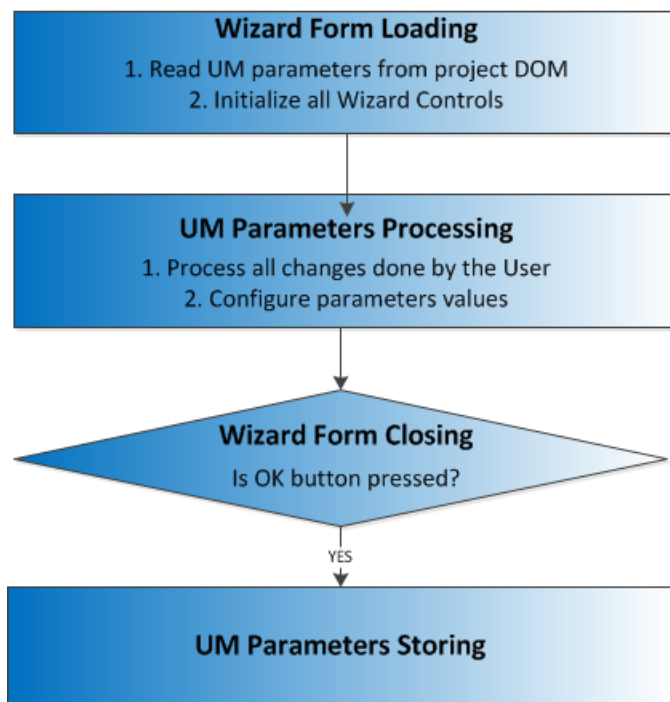 Wizard Form Loading
1. Read UM parameters from project DOM
2. Initialize all Wizard Controls
UM Parameters Processing
1. Process all changes done by the User
2. Configure parameters values
Wizard Form Closing
Is OK button pressed?
YES
UM Parameters Storing